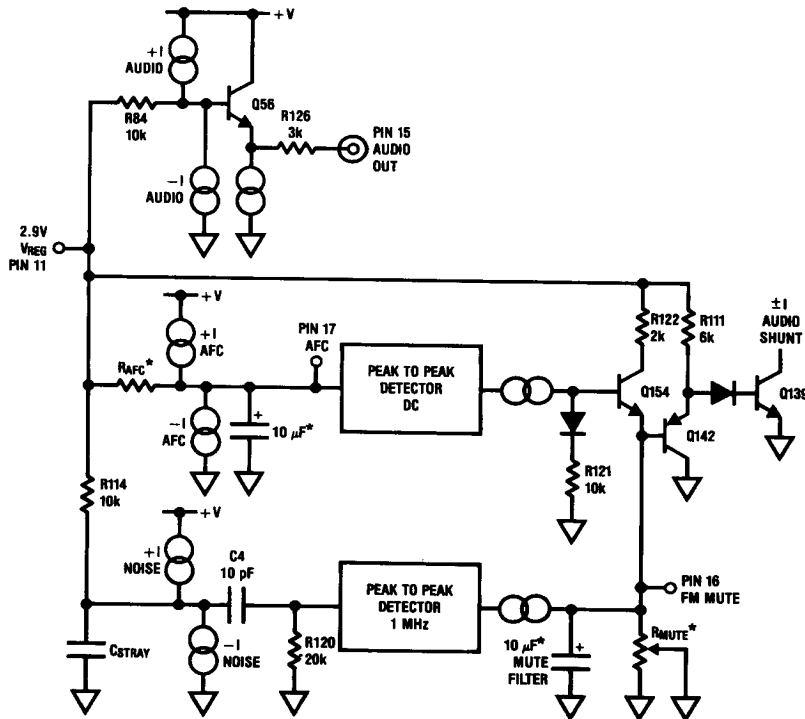 +V
+I
AUDIO
R84
10k
Q56
R126
3k
PIN 15
AUDIO
OUT
−I
AUDIO
2.9V
VREG
PIN 11
+V
+I
AFC
RAFC*
PIN 17
AFC
−I
AFC
+
10 μF*
PEAK TO PEAK
DETECTOR
DC
R122
2k
R111
6k
±I
AUDIO
SHUNT
Q154
Q139
Q142
R121
10k
R114
10k
+V
+I
NOISE
C4
10 pF
−I
NOISE
CSTRAY
R120
20k
PEAK TO PEAK
DETECTOR
1 MHz
10 μF*
MUTE
FILTER
+
PIN 16
FM MUTE
RMUTE*